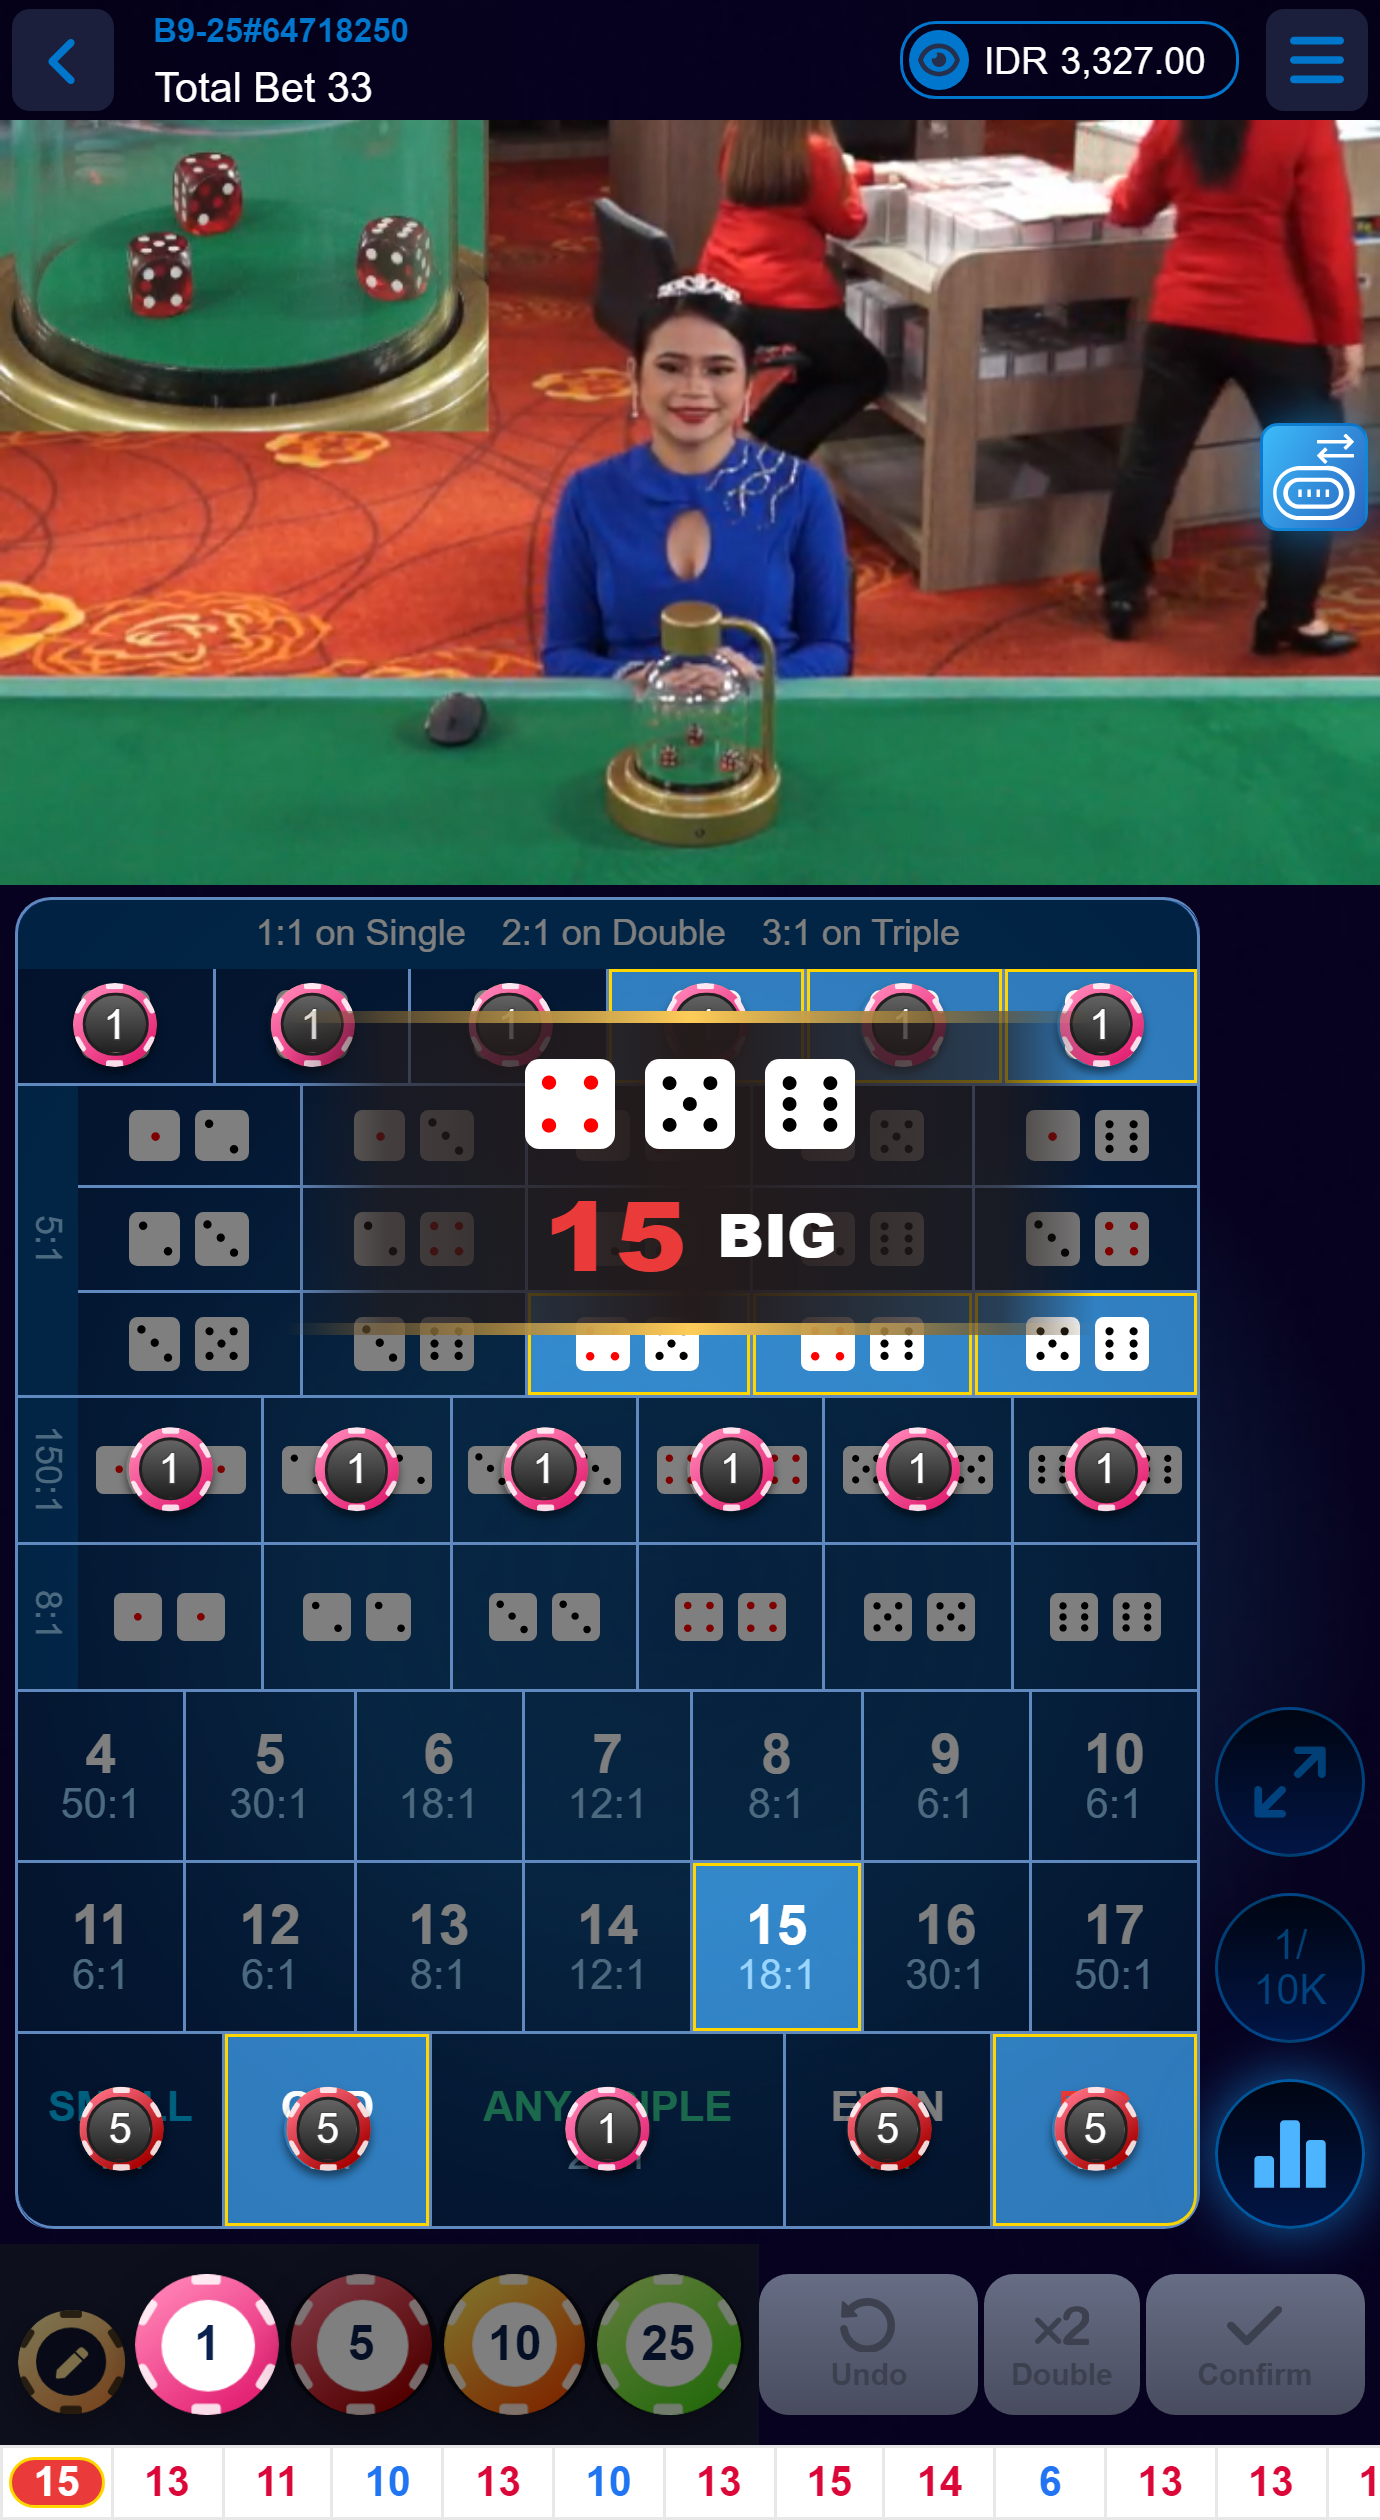 B9-25#64718250
Total Bet 33
IDR 3,327.00
1:1 on Single 2:1 on Double 3:1 on Triple
1 1 1
15 BIG
5:1
150:1
1 1 1 1 1 1
8:1
4 5 6 7 8 9 10
50:1 30:1 18:1 12:1 8:1 6:1 6:1
11 12 13 14 15 16 17
6:1 6:1 8:1 12:1 18:1 30:1 50:1
5 5 1 5 5
1/
10K
1 5 10 25
x2
Undo Double Confirm
15 13 11 10 13 10 13 15 14 6 13 13